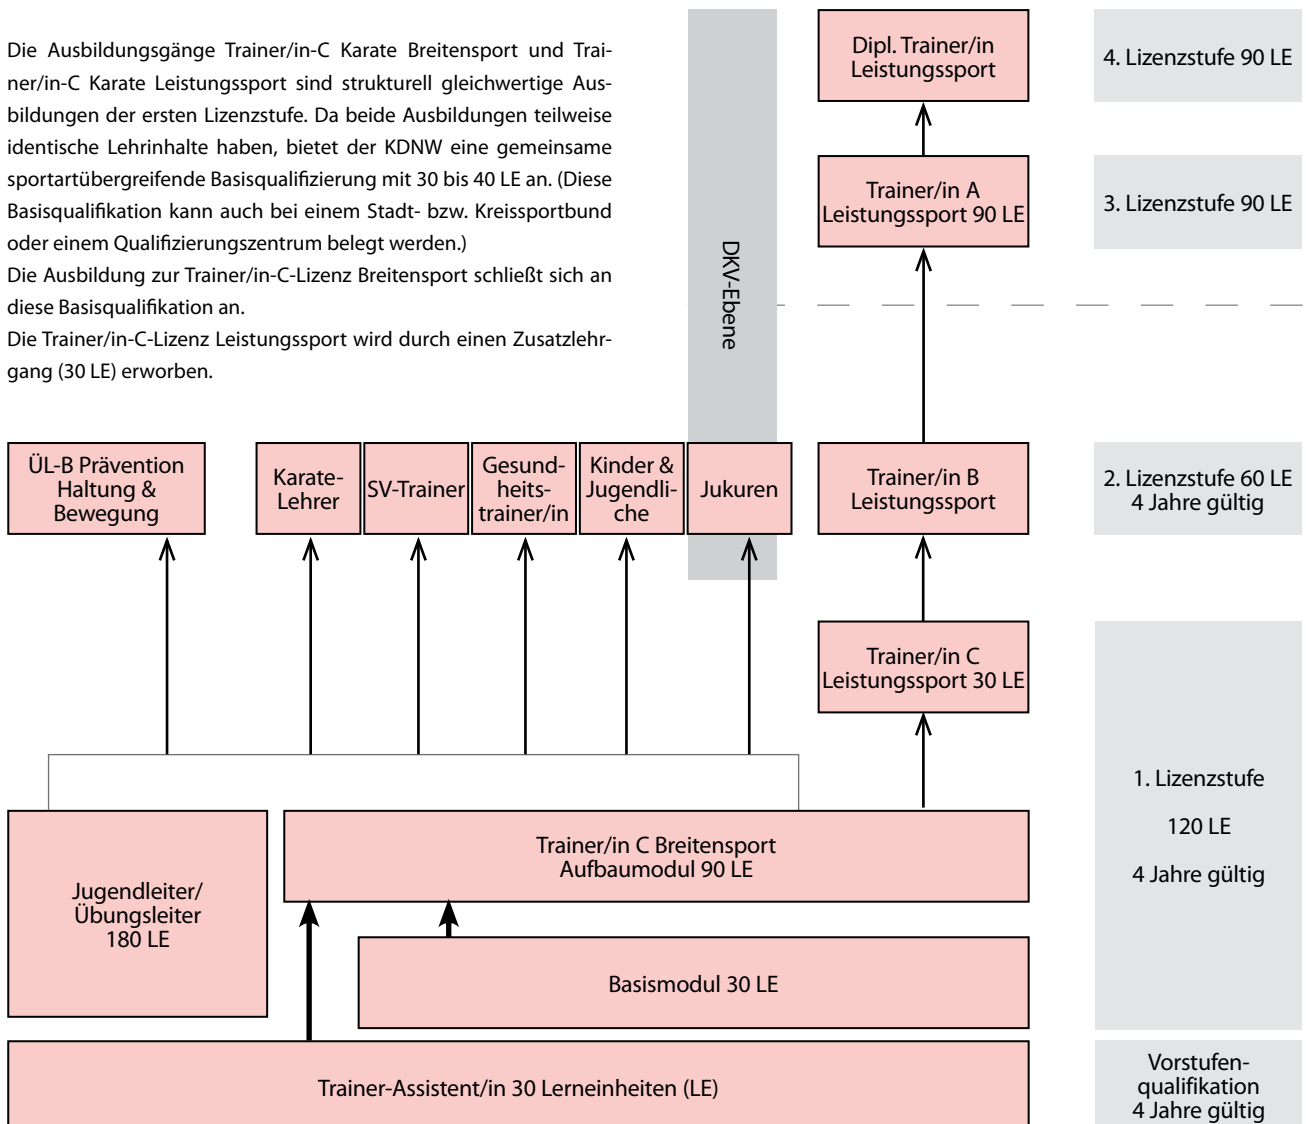 Die Ausbildungsgänge Trainer/in-C Karate Breitensport und Trai-
ner/in-C Karate Leistungssport sind strukturell gleichwertige Aus-
bildungen der ersten Lizenzstufe. Da beide Ausbildungen teilweise
identische Lehrinhalte haben, bietet der KDNW eine gemeinsame
sportartübergreifende Basisqualifizierung mit 30 bis 40 LE an. (Diese
Basisqualifikation kann auch bei einem Stadt- bzw. Kreissportbund
oder einem Qualifizierungszentrum belegt werden.)
Die Ausbildung zur Trainer/in-C-Lizenz Breitensport schließt sich an
diese Basisqualifikation an.
Die Trainer/in-C-Lizenz Leistungssport wird durch einen Zusatzlehr-
gang (30 LE) erworben.
DKV-Ebene
Dipl. Trainer/in
Leistungssport
4. Lizenzstufe 90 LE
Trainer/in A
Leistungssport 90 LE
3. Lizenzstufe 90 LE
ÜL-B Prävention
Haltung &
Bewegung
Karate-
Lehrer
SV-Trainer
Gesund-
heits-
trainer/in
Kinder &
Jugendli-
che
Jukuren
Trainer/in B
Leistungssport
2. Lizenzstufe 60 LE
4 Jahre gültig
Trainer/in C
Leistungssport 30 LE
1. Lizenzstufe
120 LE
4 Jahre gültig
Jugendleiter/
Übungsleiter
180 LE
Trainer/in C Breitensport
Aufbaumodul 90 LE
Basismodul 30 LE
Trainer-Assistent/in 30 Lerneinheiten (LE)
Vorstufen-
qualifikation
4 Jahre gültig